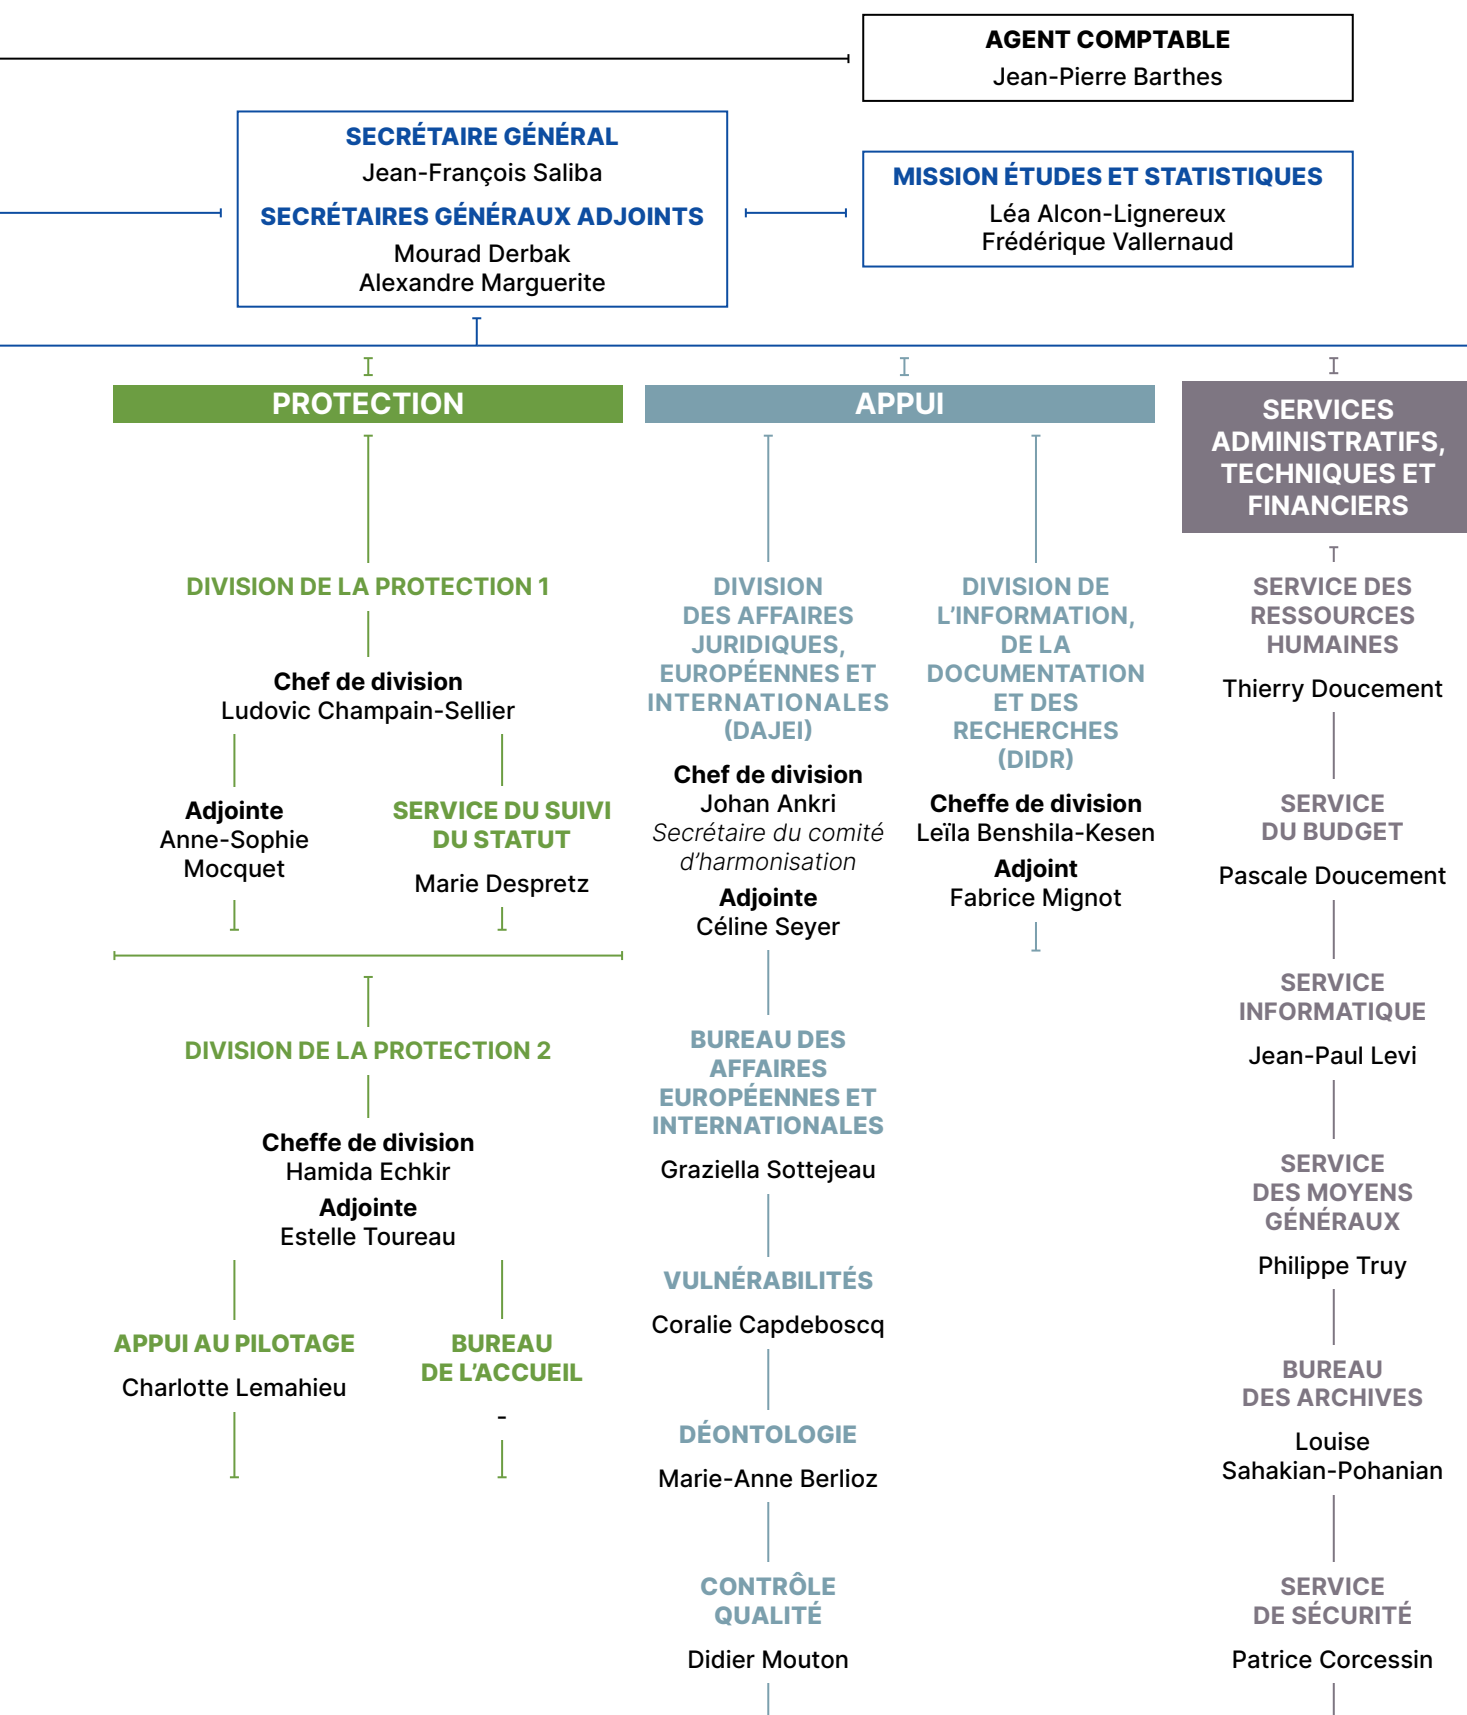 AGENT COMPTABLE
Jean-Pierre Barthes
SECRÉTAIRE GÉNÉRAL
Jean-François Saliba
SECRÉTAIRES GÉNÉRAUX ADJOINTS
Mourad Derbak
Alexandre Marguerite
MISSION ÉTUDES ET STATISTIQUES
Léa Alcon-Lignereux
Frédérique Vallernaud
PROTECTION
DIVISION DE LA PROTECTION 1
Chef de division
Ludovic Champain-Sellier
Adjointe
Anne-Sophie
Mocquet
SERVICE DU SUIVI
DU STATUT
Marie Despretz
DIVISION DE LA PROTECTION 2
Cheffe de division
Hamida Echkir
Adjointe
Estelle Toureau
APPUI AU PILOTAGE
Charlotte Lemahieu
BUREAU
DE L’ACCUEIL
-
APPUI
DIVISION
DES AFFAIRES
JURIDIQUES,
EUROPÉENNES ET
INTERNATIONALES
(DAJEI)
Chef de division
Johan Ankri
Secrétaire du comité
d’harmonisation
Adjointe
Céline Seyer
BUREAU DES
AFFAIRES
EUROPÉENNES ET
INTERNATIONALES
Graziella Sottejeau
VULNÉRABILITÉS
Coralie Capdeboscq
DÉONTOLOGIE
Marie-Anne Berlioz
CONTRÔLE
QUALITÉ
Didier Mouton
DIVISION DE
L’INFORMATION,
DE LA
DOCUMENTATION
ET DES
RECHERCHES
(DIDR)
Cheffe de division
Leïla Benshila-Kesen
Adjoint
Fabrice Mignot
SERVICES
ADMINISTRATIFS,
TECHNIQUES ET
FINANCIERS
SERVICE DES
RESSOURCES
HUMAINES
Thierry Doucement
SERVICE
DU BUDGET
Pascale Doucement
SERVICE
INFORMATIQUE
Jean-Paul Levi
SERVICE
DES MOYENS
GÉNÉRAUX
Philippe Truy
BUREAU
DES ARCHIVES
Louise
Sahakian-Pohanian
SERVICE
DE SÉCURITÉ
Patrice Corcessin